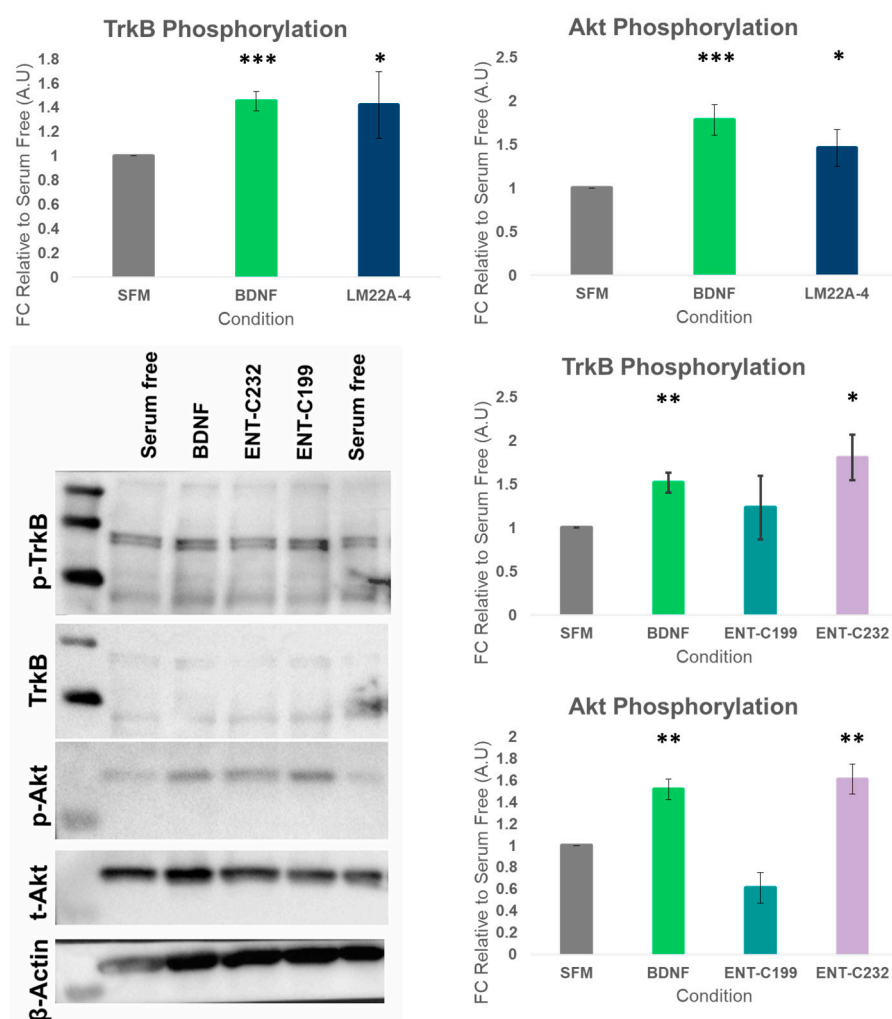 TrkB Phosphorylation
***
*
FC Relative to Serum Free (A.U)
1.8
1.6
1.4
1.2
1
0.8
0.6
0.4
0.2
0
SFM
BDNF
LM22A-4
Condition
Akt Phosphorylation
***
*
FC Relative to Serum Free (A.U)
2.5
2
1.5
1
0.5
0
SFM
BDNF
LM22A-4
Condition
Serum free
BDNF
ENT-C232
ENT-C199
Serum free
p-TrkB
TrkB
p-Akt
t-Akt
β-Actin
TrkB Phosphorylation
**
*
FC Relative to Serum Free (A.U)
2.5
2
1.5
1
0.5
0
SFM
BDNF
ENT-C199
ENT-C232
Condition
Akt Phosphorylation
**
**
FC Relative to Serum Free (A.U)
2
1.8
1.6
1.4
1.2
1
0.8
0.6
0.4
0.2
0
SFM
BDNF
ENT-C199
ENT-C232
Condition